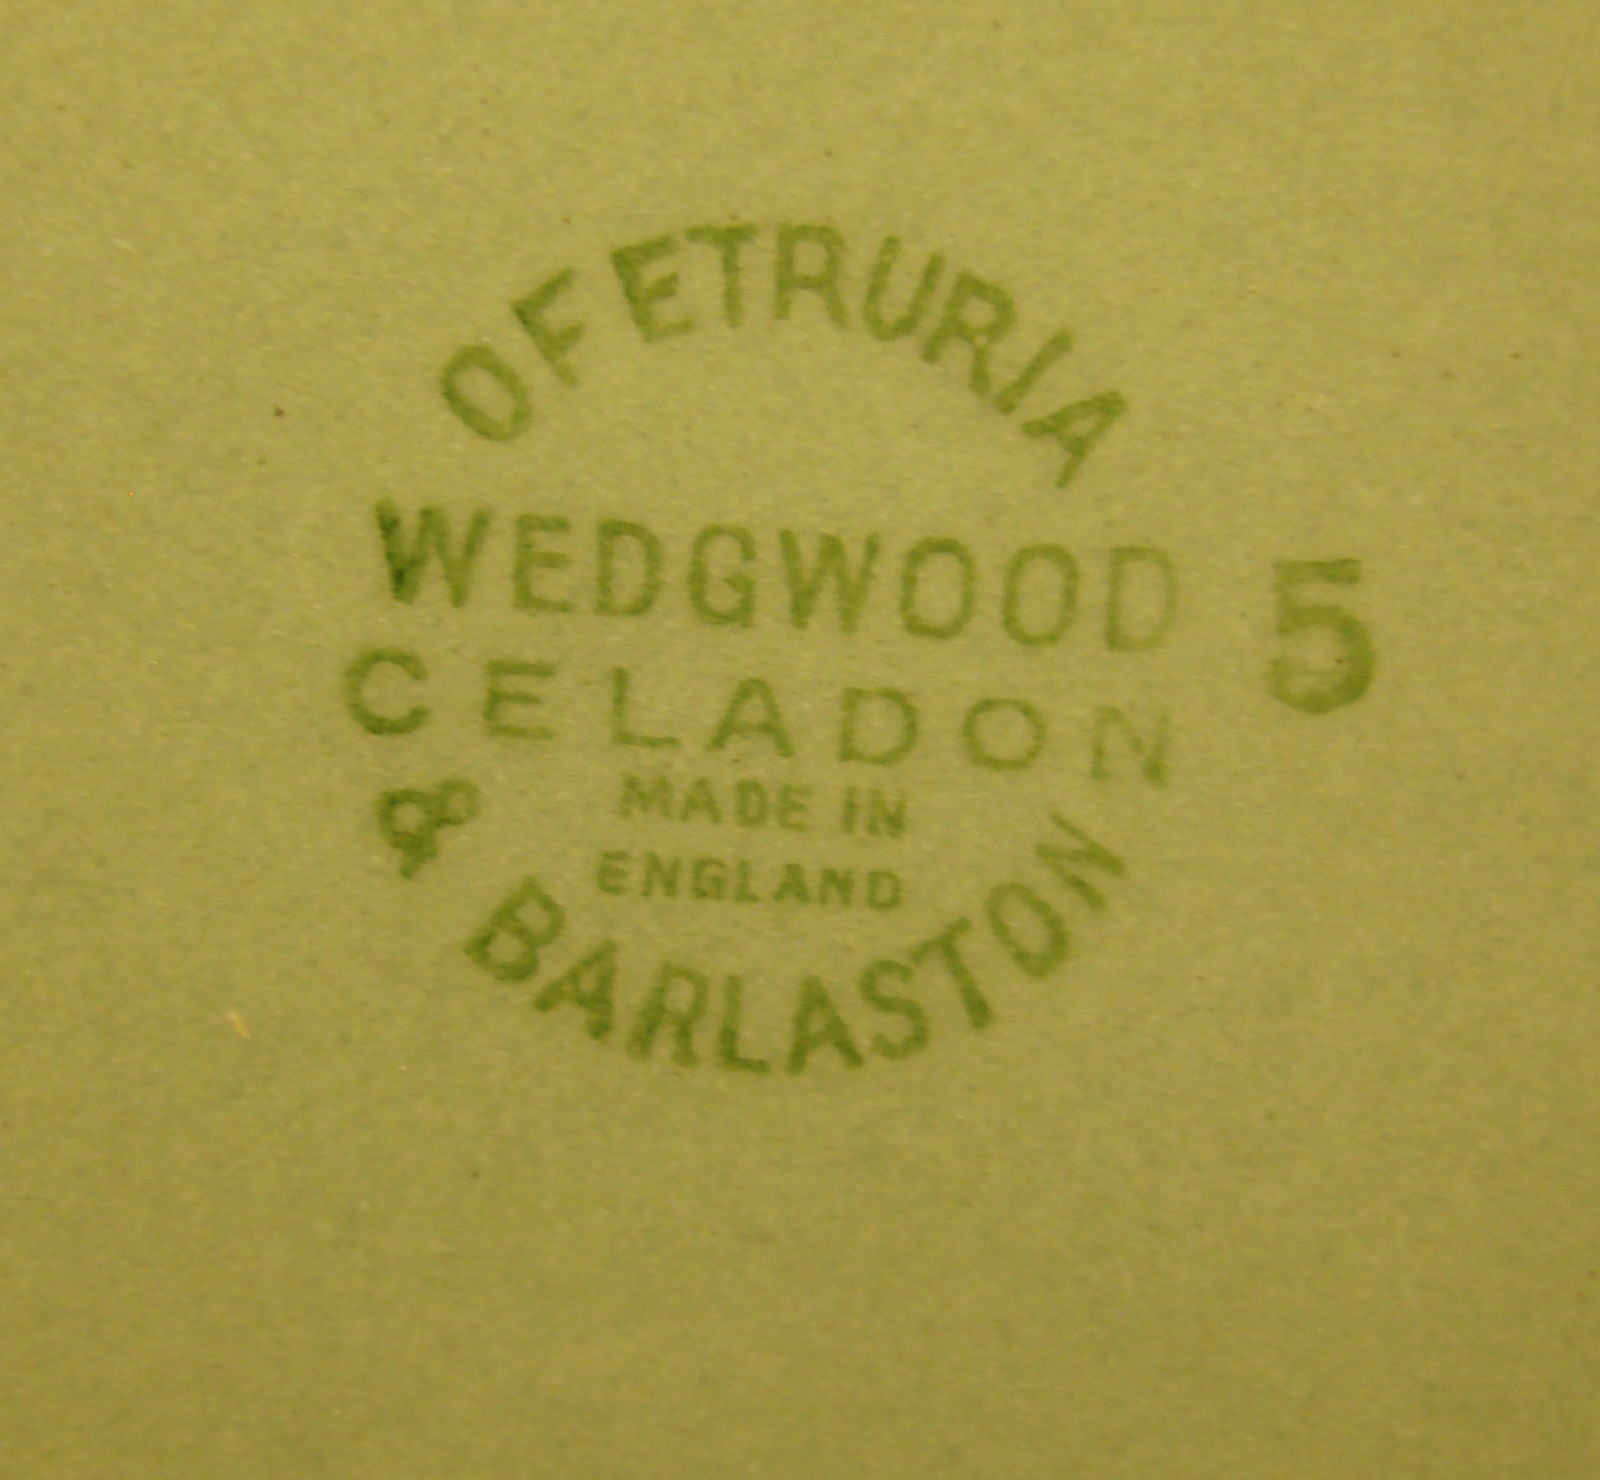 OF ETRURIA
WEDGWOOD 5
CELADON
MADE IN
ENGLAND
& BARLASTON